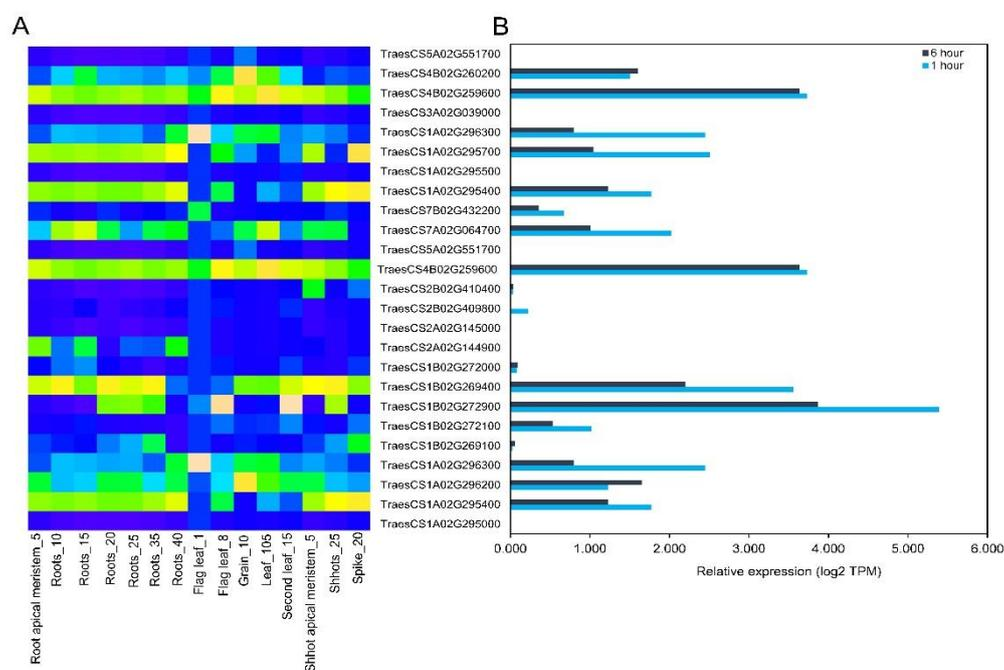 A
B
TraesCS5A02G551700
TraesCS4B02G260200
TraesCS4B02G259600
TraesCS3A02G039000
TraesCS1A02G296300
TraesCS1A02G295700
TraesCS1A02G295500
TraesCS1A02G295400
TraesCS7B02G432200
TraesCS7A02G064700
TraesCS5A02G551700
TraesCS4B02G259600
TraesCS2B02G410400
TraesCS2B02G409800
TraesCS2A02G145000
TraesCS2A02G144900
TraesCS1B02G272000
TraesCS1B02G269400
TraesCS1B02G272900
TraesCS1B02G272100
TraesCS1B02G269100
TraesCS1A02G296300
TraesCS1A02G296200
TraesCS1A02G295400
TraesCS1A02G295000
6 hour
1 hour
0.000 1.000 2.000 3.000 4.000 5.000 6.000
Relative expression (log2 TPM)
Root apical meristem_5
Roots_10
Roots_15
Roots_20
Roots_25
Roots_35
Roots_40
Flag leaf_1
Flag leaf_8
Grain_10
Leaf_105
Second leaf_15
Shhot apical meristem_5
Shhots_25
Spike_20